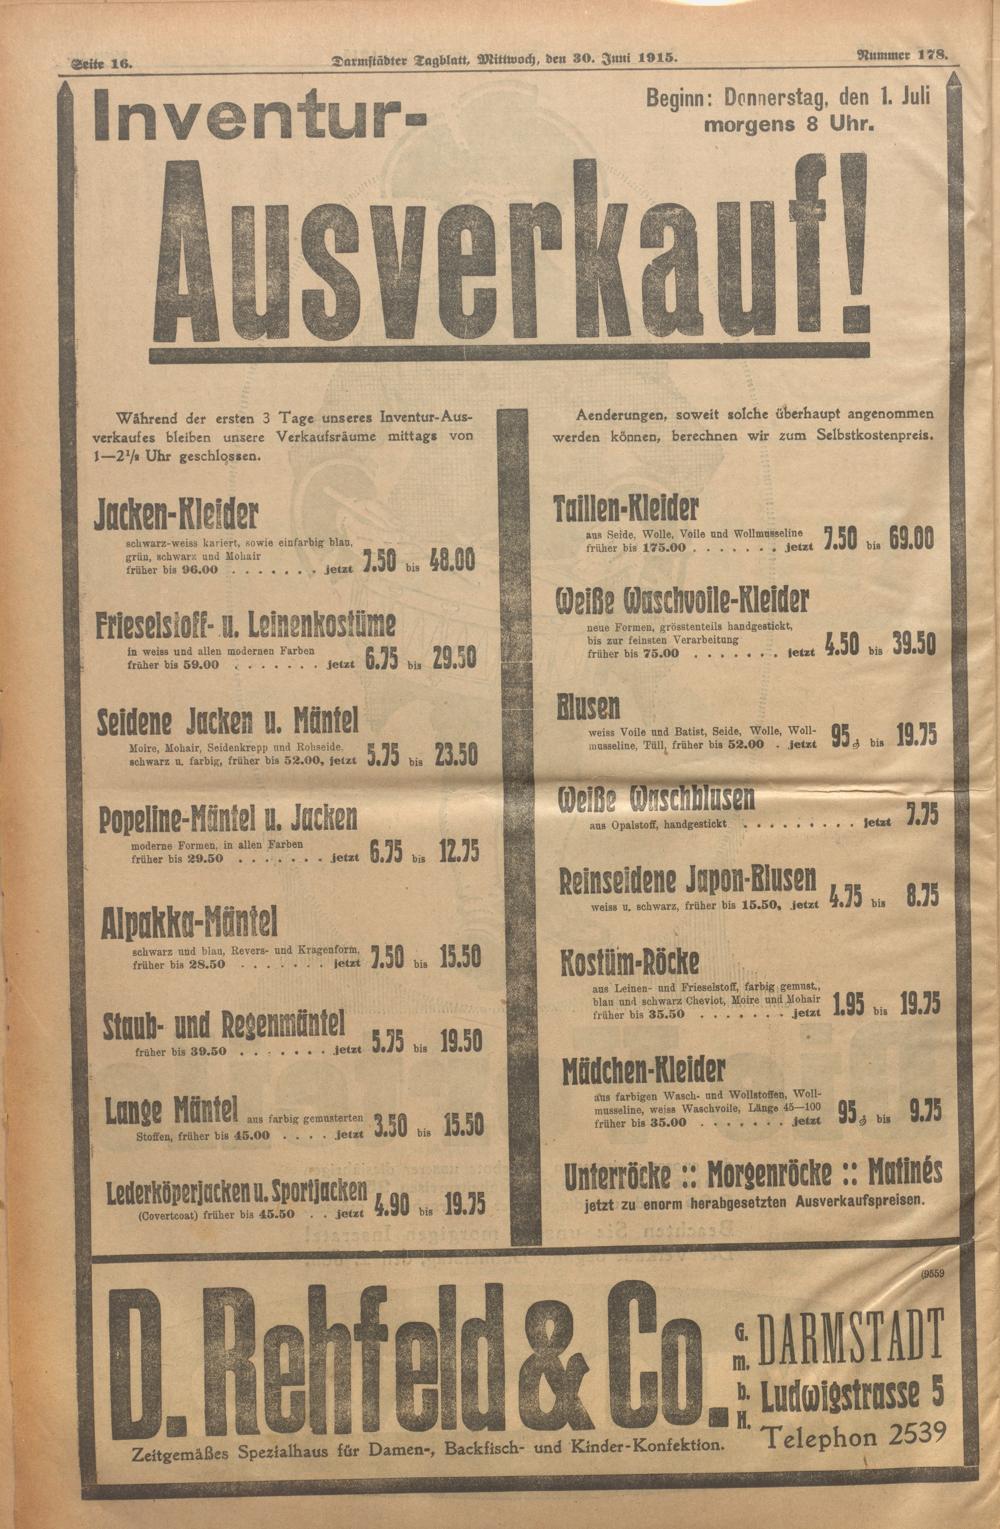 Seite 16.
Darmstädter Tagblatt, Mittwoch, den 30. Juni 1915.
Nummer 178.
Inventur-
Beginn: Donnerstag, den 1. Juli
morgens 8 Uhr.
Ausverkauf!
Während der ersten 3 Tage unseres Inventur-Aus-
verkaufes bleiben unsere Verkaufsräume mittags von
1—2½ Uhr geschlossen.
Jacken-Kleider
schwarz-weiss kariert, sowie einfarbig blau,
grün, schwarz und Mohair
früher bis 96.00 . . . . . . . jetzt 7.50 bis 48.00
Frieselstoff- u. Leinenkostüme
in weiss und allen modernen Farben
früher bis 59.00 . . . . . . . jetzt 6.75 bis 29.50
Seidene Jacken u. Mäntel
Moire, Mohair, Seidenkrepp und Rohseide,
schwarz u. farbig, früher bis 52.00, jetzt 5.75 bis 23.50
Popeline-Mäntel u. Jacken
moderne Formen, in allen Farben
früher bis 29.50 . . . . . . . jetzt 6.75 bis 12.75
Alpakka-Mäntel
schwarz und blau, Revers- und Kragenform,
früher bis 28.50 . . . . . . . jetzt 7.50 bis 15.50
Staub- und Regenmäntel
früher bis 39.50 . . . . . . . jetzt 5.75 bis 19.50
Lange Mäntel aus farbig gemusterten
Stoffen, früher bis 45.00 . . . . jetzt 3.50 bis 15.50
Lederköperjacken u. Sportjacken
(Covertcoat) früher bis 45.50 . . jetzt 4.90 bis 19.75
Aenderungen, soweit solche überhaupt angenommen
werden können, berechnen wir zum Selbstkostenpreis.
Taillen-Kleider
aus Seide, Wolle, Voile und Wollmusseline
früher bis 175.00 . . . . . . . jetzt 7.50 bis 69.00
Weiße Waschvoile-Kleider
neue Formen, grösstenteils handgestickt,
bis zur feinsten Verarbeitung
früher bis 75.00 . . . . . . . jetzt 4.50 bis 39.50
Blusen
weiss Voile und Batist, Seide, Wolle, Woll-
musseline, Tüll, früher bis 52.00 . jetzt 95 ₰ bis 19.75
Weiße Waschblusen
aus Opalstoff, handgestickt . . . . . . . . . jetzt 7.75
Reinseidene Japon-Blusen
weiss u. schwarz, früher bis 15.50, jetzt 4.75 bis 8.75
Kostüm-Röcke
aus Leinen- und Frieselstoff, farbig gemust.,
blau und schwarz Cheviot, Moire und Mohair
früher bis 35.50 . . . . . . . jetzt 1.95 bis 19.75
Mädchen-Kleider
aus farbigen Wasch- und Wollstoffen, Woll-
musseline, weiss Waschvoile, Länge 45—100
früher bis 35.00 . . . . . . . jetzt 95 ₰ bis 9.75
Unterröcke :: Morgenröcke :: Matinés
jetzt zu enorm herabgesetzten Ausverkaufspreisen.
(9559
D. Rehfeld & Co. G. m. b. H.
DARMSTADT
Ludwigstrasse 5
Telephon 2539
Zeitgemäßes Spezialhaus für Damen-, Backfisch- und Kinder-Konfektion.